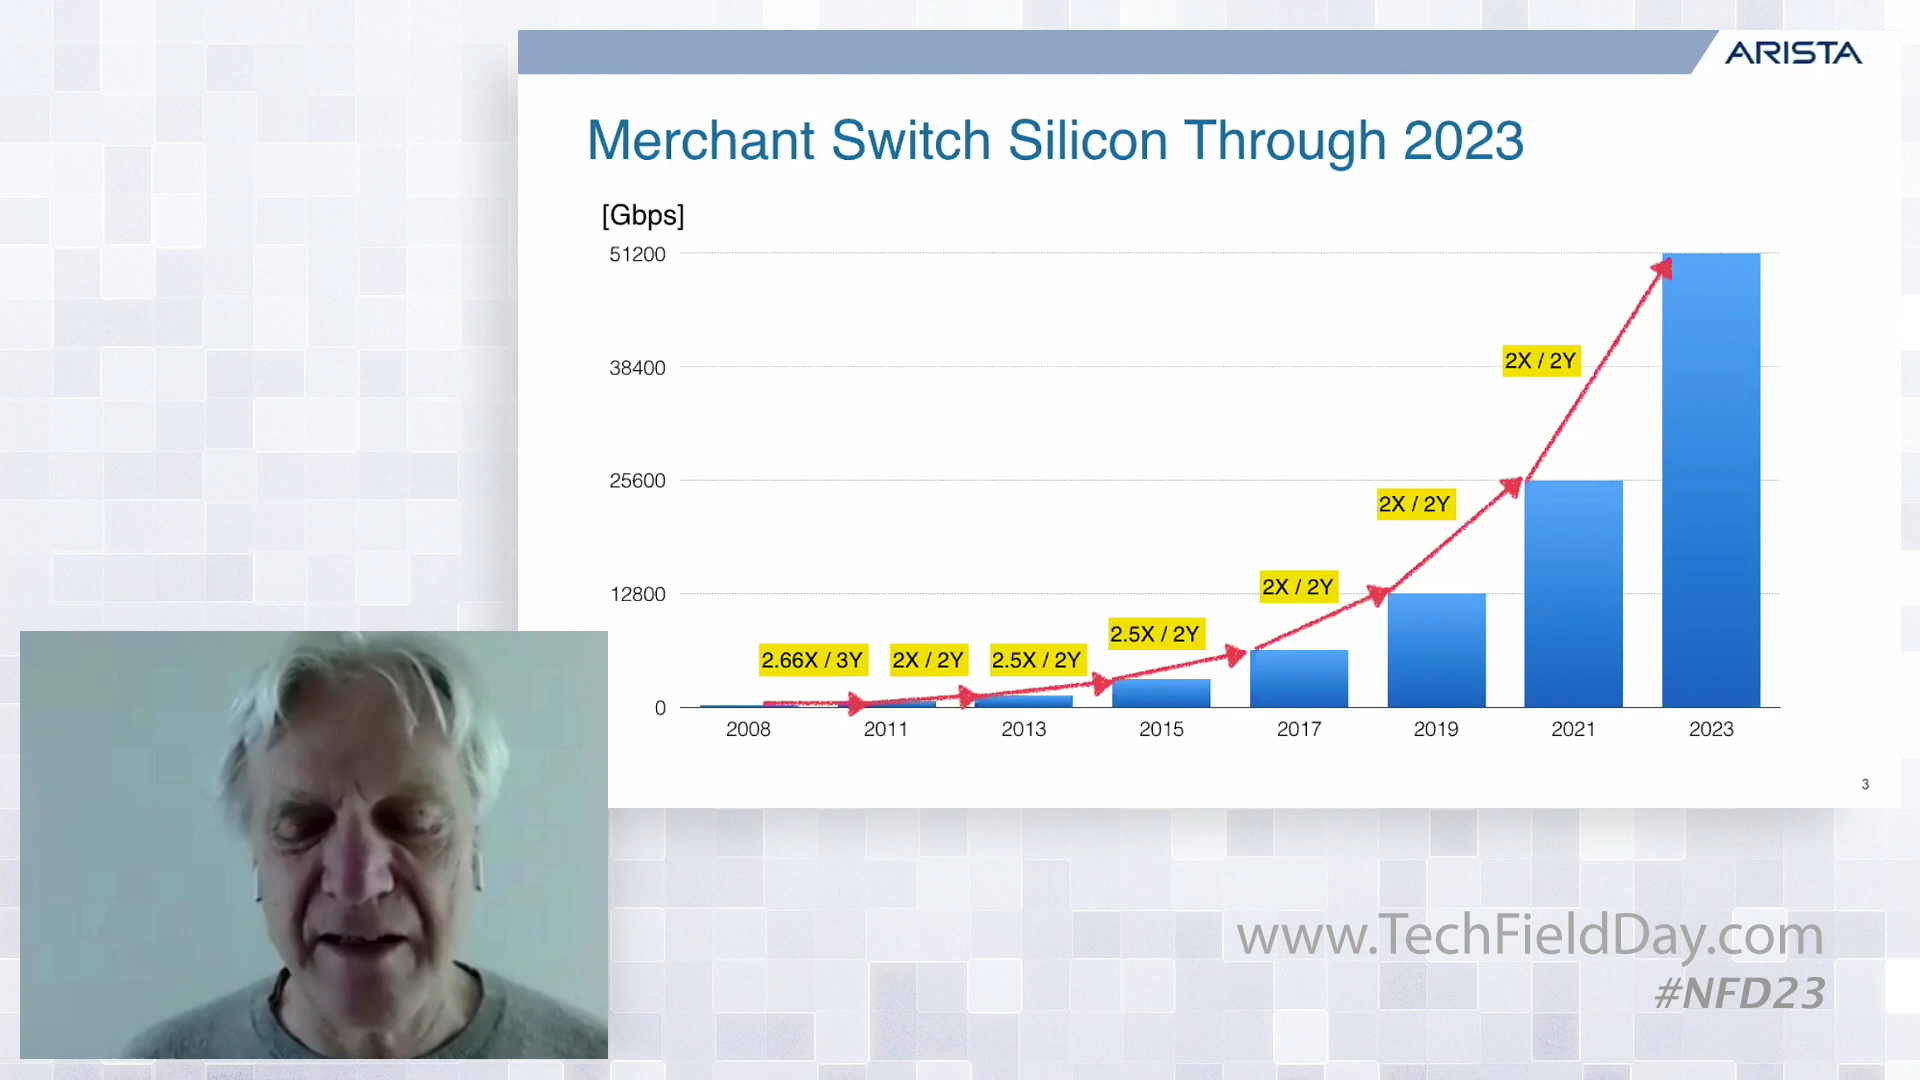 ARISTA
Merchant Switch Silicon Through 2023
[Gbps]
51200
38400
25600
12800
0
2X / 2Y
2X / 2Y
2X / 2Y
2.5X / 2Y
2.66X / 3Y 2X / 2Y 2.5X / 2Y
2008 2011 2013 2015 2017 2019 2021 2023
3
www.TechFieldDay.com
#NFD23